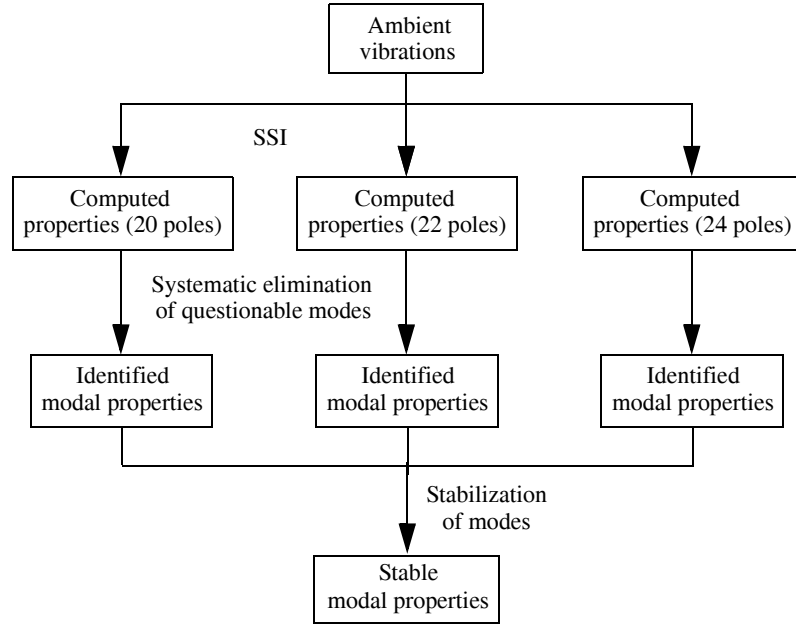 Ambient
vibrations
SSI
Computed
properties (20 poles)
Computed
properties (22 poles)
Computed
properties (24 poles)
Systematic elimination
of questionable modes
Identified
modal properties
Identified
modal properties
Identified
modal properties
Stabilization
of modes
Stable
modal properties